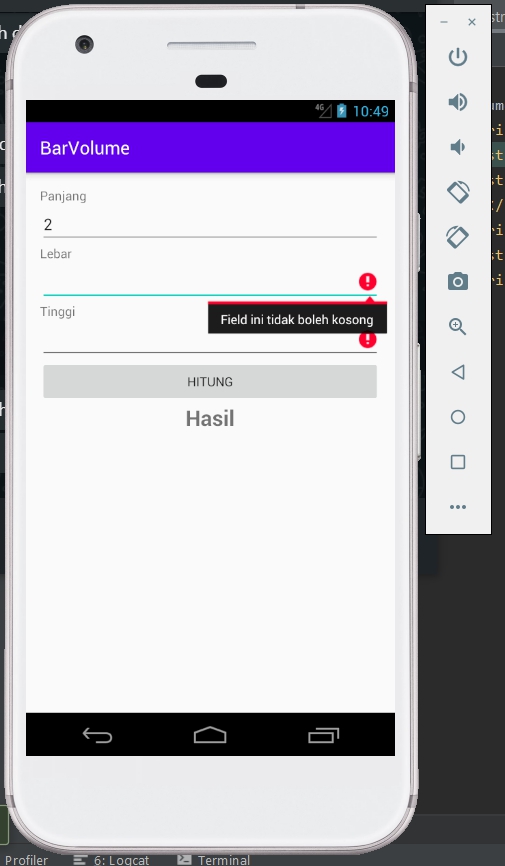 4G 10:49
BarVolume
Panjang
2
Lebar
Field ini tidak boleh kosong
Tinggi
HITUNG
Hasil
Profiler 6: Logcat Terminal